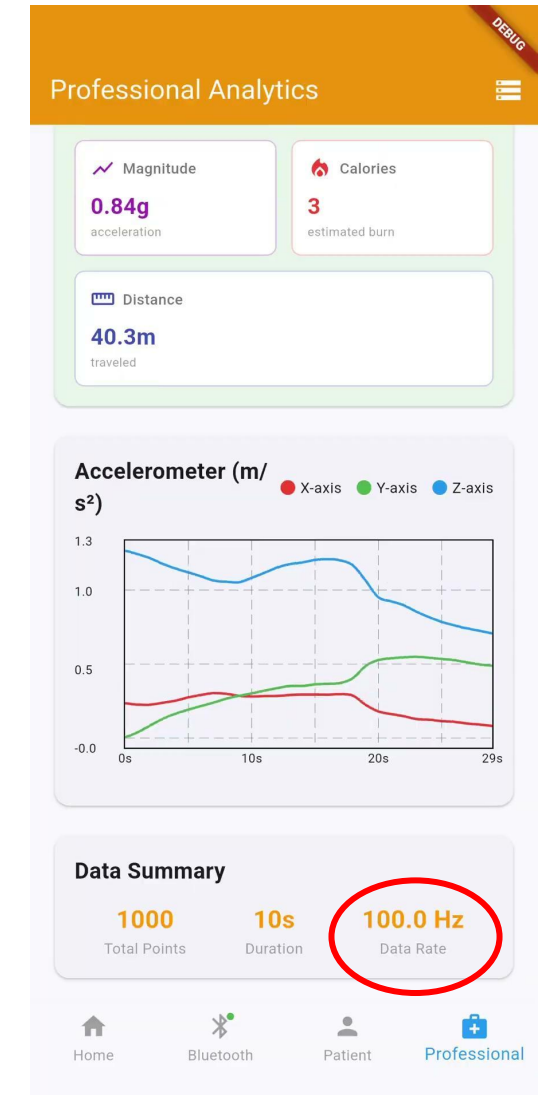 DEBUG
Professional Analytics
Magnitude
0.84g
acceleration
Calories
3
estimated burn
Distance
40.3m
traveled
Accelerometer (m/
s²)
X-axis Y-axis Z-axis
1.3
1.0
0.5
-0.0
0s 10s 20s 29s
Data Summary
1000 10s 100.0 Hz
Total Points Duration Data Rate
Home Bluetooth Patient Professional